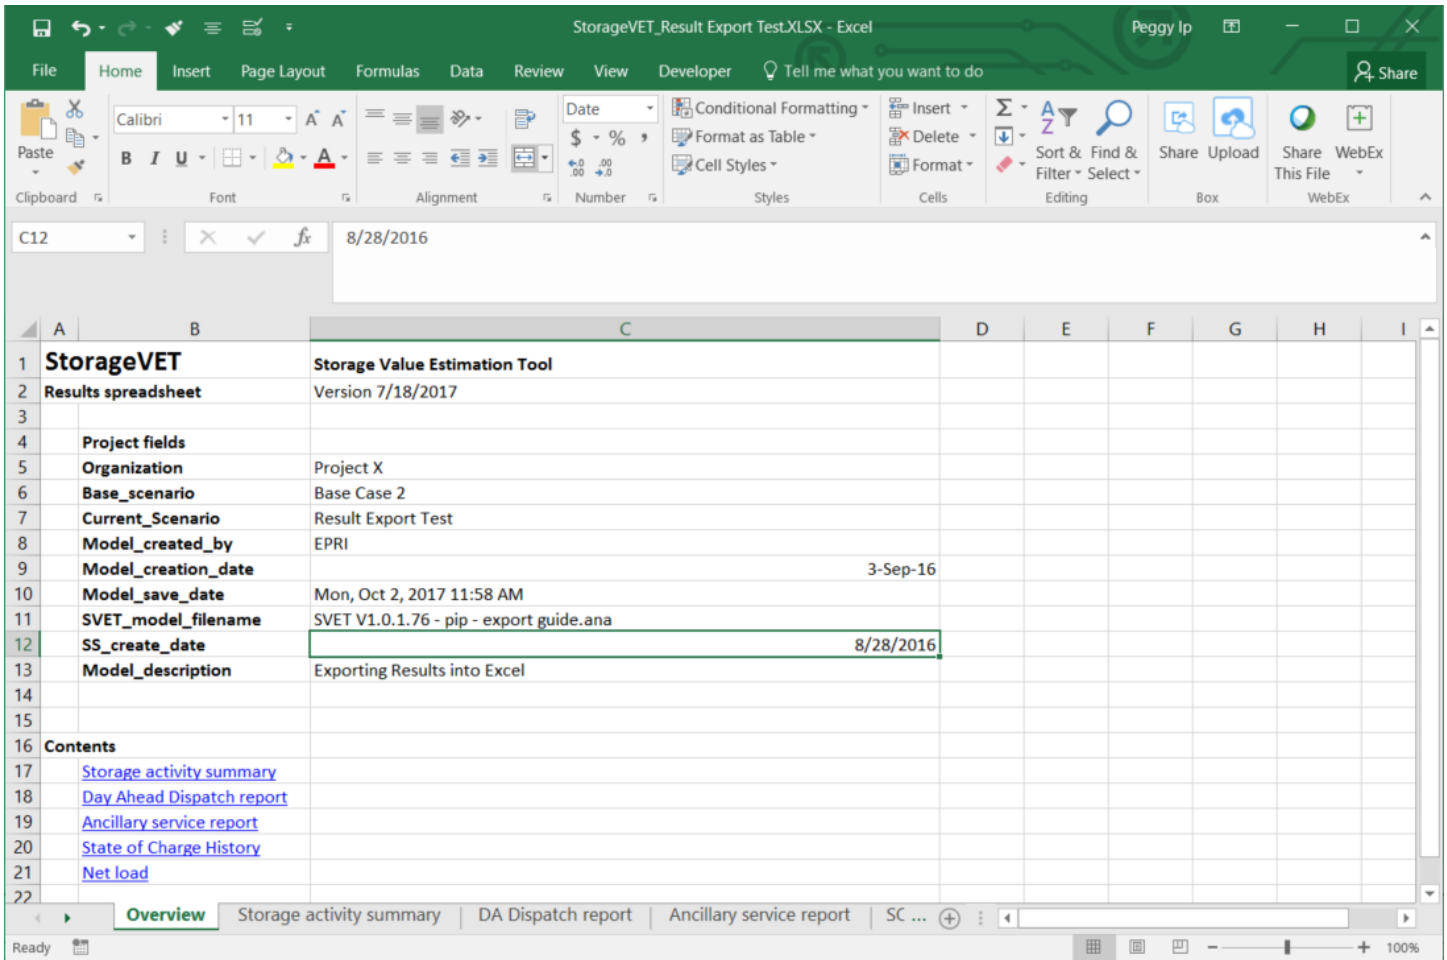 StorageVET_Result Export Test.XLSX - Excel Peggy Ip
File Home Insert Page Layout Formulas Data Review View Developer Tell me what you want to do Share
Calibri 11 A A Date Conditional Formatting Insert Σ A Z
Paste B I U A $ % , .0 .00 .00 .0 Format as Table Delete Sort & Filter Find & Select Share Upload Share This File WebEx
Cell Styles Format
Clipboard Font Alignment Number Styles Cells Editing Box WebEx
C12 fx 8/28/2016
A B C D E F G H I
1 StorageVET Storage Value Estimation Tool
2 Results spreadsheet Version 7/18/2017
3
4 Project fields
5 Organization Project X
6 Base_scenario Base Case 2
7 Current_Scenario Result Export Test
8 Model_created_by EPRI
9 Model_creation_date 3-Sep-16
10 Model_save_date Mon, Oct 2, 2017 11:58 AM
11 SVET_model_filename SVET V1.0.1.76 - pip - export guide.ana
12 SS_create_date 8/28/2016
13 Model_description Exporting Results into Excel
14
15
16 Contents
17 Storage activity summary
18 Day Ahead Dispatch report
19 Ancillary service report
20 State of Charge History
21 Net load
22
Overview Storage activity summary DA Dispatch report Ancillary service report SC ...
Ready 100%